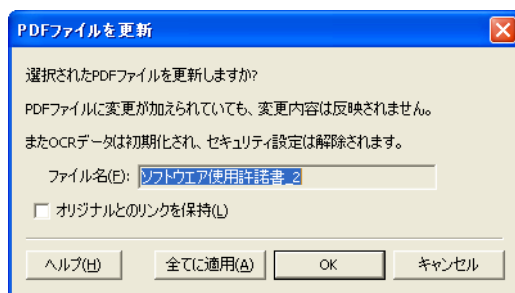 PDFファイルを更新
選択されたPDFファイルを更新しますか?
PDFファイルに変更が加えられていても、変更内容は反映されません。
またOCRデータは初期化され、セキュリティ設定は解除されます。
ファイル名(F): ソフトウエア使用許諾書_2
オリジナルとのリンクを保持(L)
ヘルプ(H) 全てに適用(A) OK キャンセル